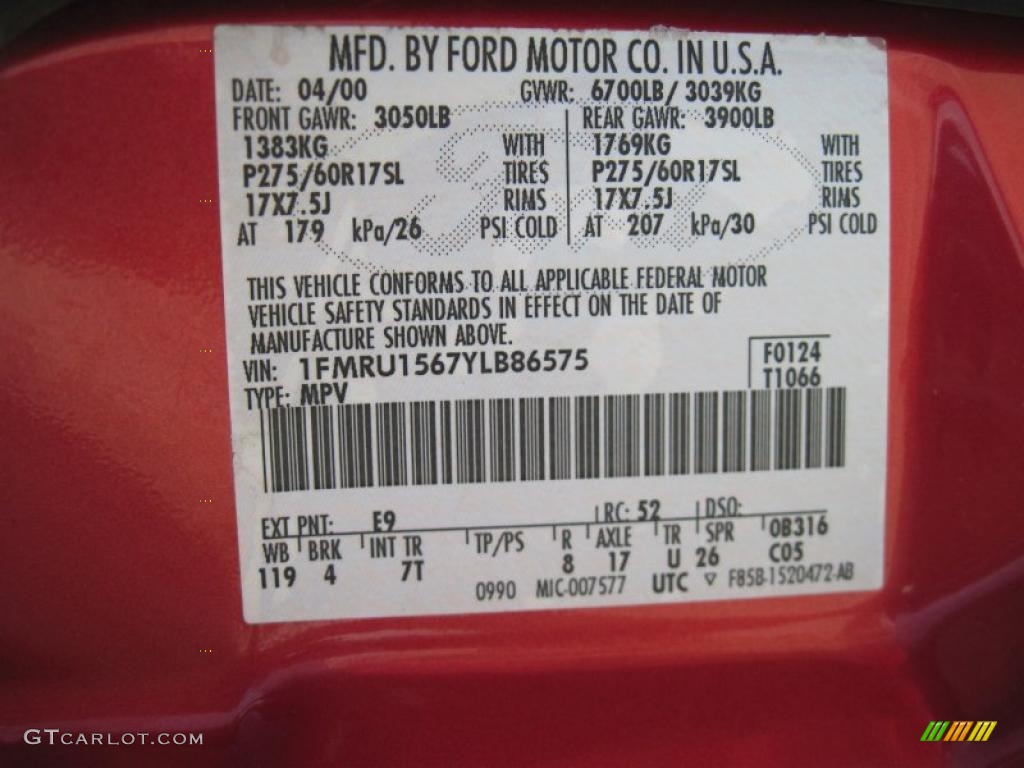 MFD. BY FORD MOTOR CO. IN U.S.A.
DATE: 04/00 GVWR: 6700LB/ 3039KG
FRONT GAWR: 3050LB REAR GAWR: 3900LB
1383KG WITH 1769KG WITH
P275/60R17SL TIRES P275/60R17SL TIRES
17X7.5J RIMS 17X7.5J RIMS
AT 179 kPa/26 PSI COLD AT 207 kPa/30 PSI COLD
THIS VEHICLE CONFORMS TO ALL APPLICABLE FEDERAL MOTOR
VEHICLE SAFETY STANDARDS IN EFFECT ON THE DATE OF
MANUFACTURE SHOWN ABOVE.
VIN: 1FMRU1567YLB86575 F0124
TYPE: MPV T1066
EXT PNT: E9 RC: 52 DSO:
WB BRK INT TR TP/PS R AXLE TR SPR 0B316
119 4 7T 8 17 U 26 C05
0990 MIC-007577 UTC ▽ F85B-1520472-AB
GTCARLOT.COM